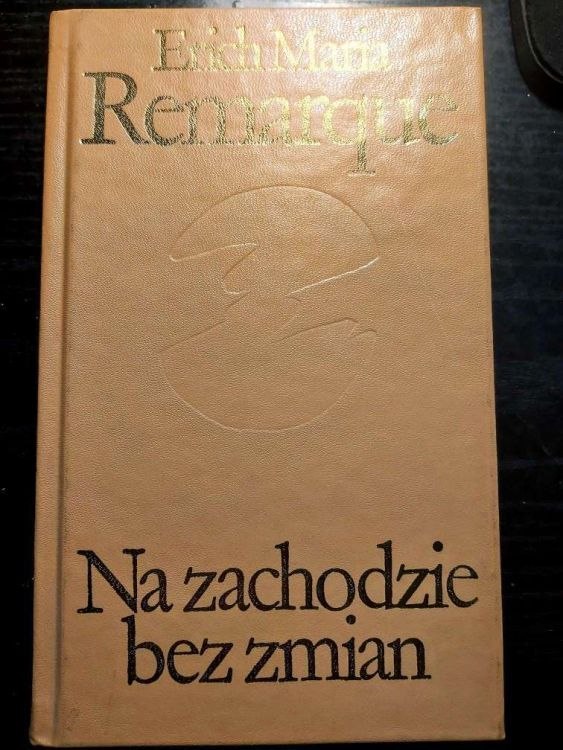 Erich Maria
Remarque
Na zachodzie
bez zmian